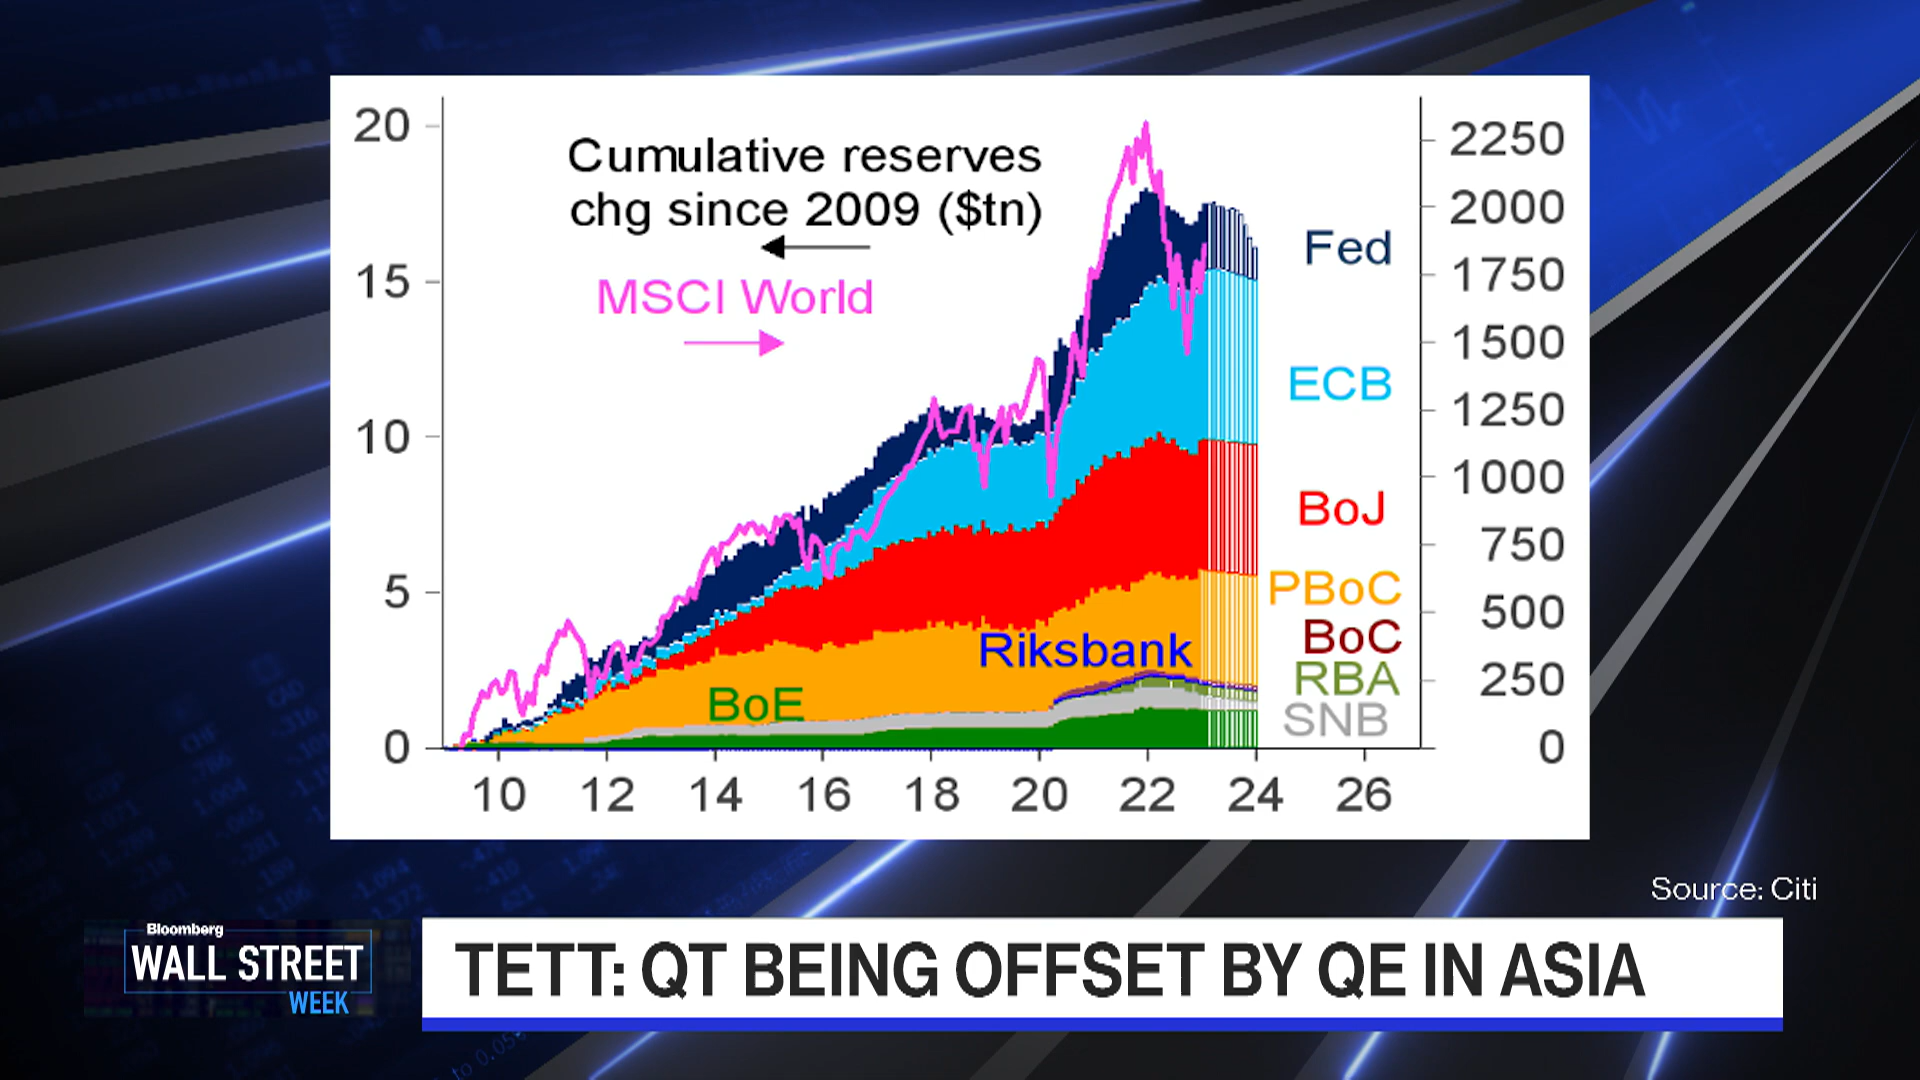 20
15
10
5
0
Cumulative reserves
chg since 2009 ($tn)
MSCI World
2250
2000
1750
1500
1250
1000
750
500
250
0
Fed
ECB
BoJ
PBoC
BoC
RBA
SNB
Riksbank
BoE
10 12 14 16 18 20 22 24 26
Source: Citi
Bloomberg
WALL STREET
WEEK
TETT: QT BEING OFFSET BY QE IN ASIA